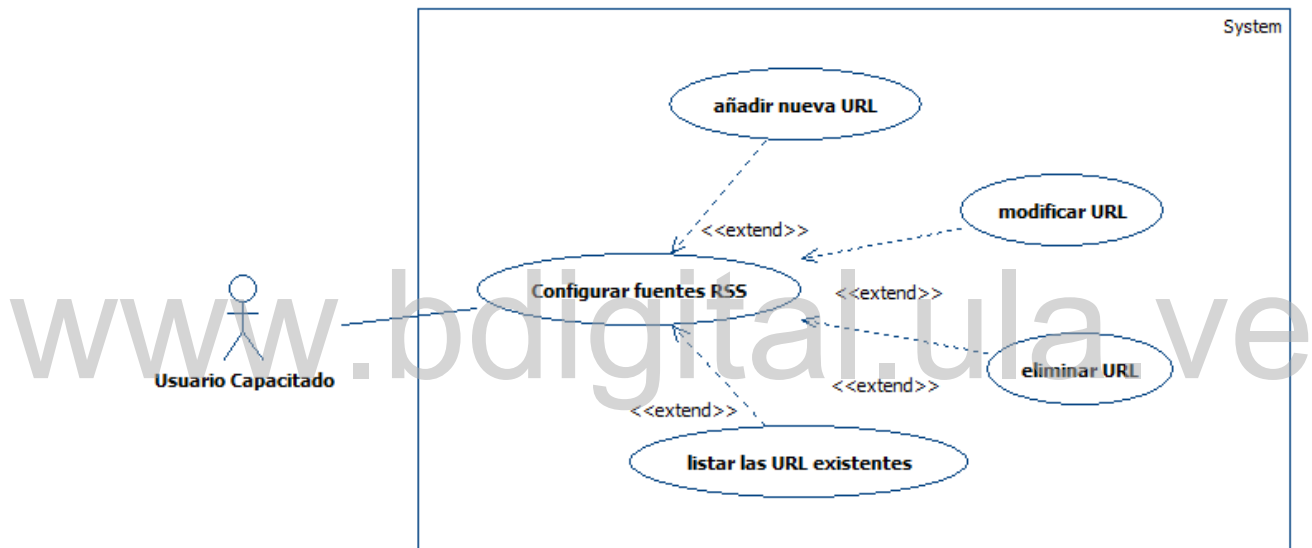 System
añadir nueva URL
modificar URL
<<extend>>
Configurar fuentes RSS
<<extend>>
www.bdigital.ula.ve
eliminar URL
Usuario Capacitado
<<extend>>
<<extend>>
listar las URL existentes